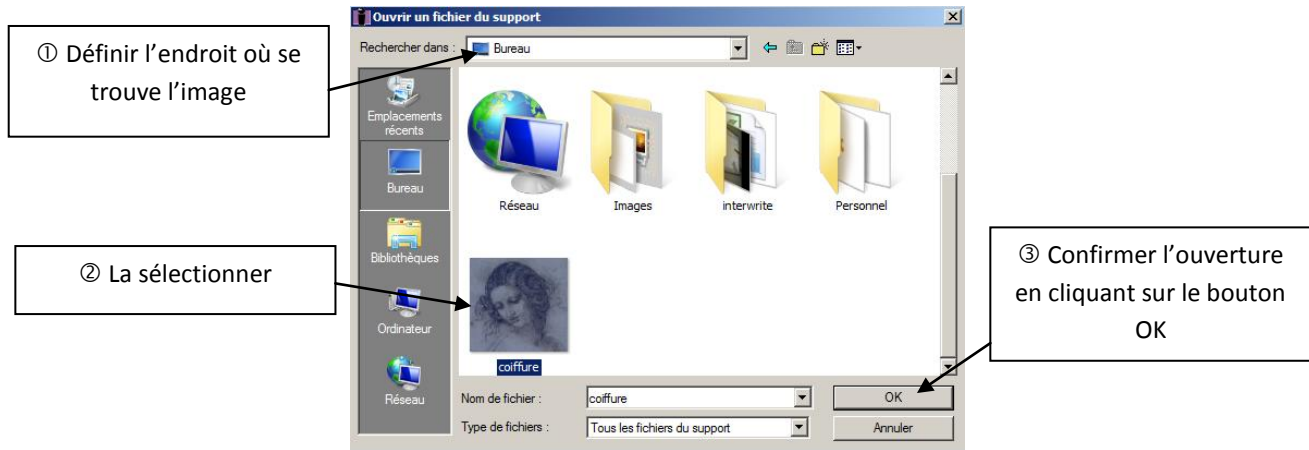 ① Définir l’endroit où se
trouve l’image
② La sélectionner
③ Confirmer l’ouverture
en cliquant sur le bouton
OK
Ouvrir un fichier du support
Rechercher dans :
Bureau
Emplacements
récents
Bureau
Bibliothèques
Ordinateur
Réseau
Réseau
Images
interwrite
Personnel
coiffure
Nom de fichier :
coiffure
OK
Type de fichiers :
Tous les fichiers du support
Annuler